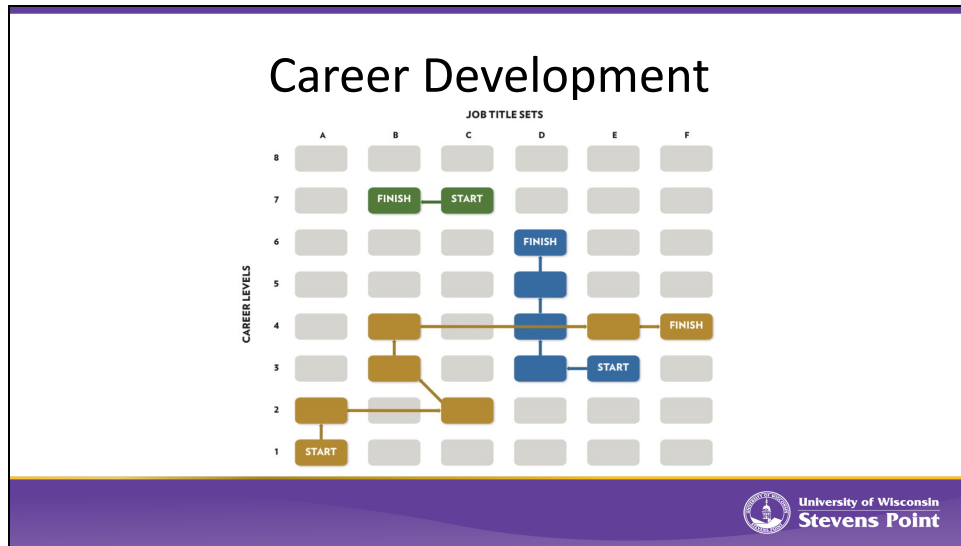 Career Development
JOB TITLE SETS
A B C D E F
8
7 FINISH START
6 FINISH
CAREER LEVELS
5
4 FINISH
3 START
2
1 START
University of Wisconsin
Stevens Point